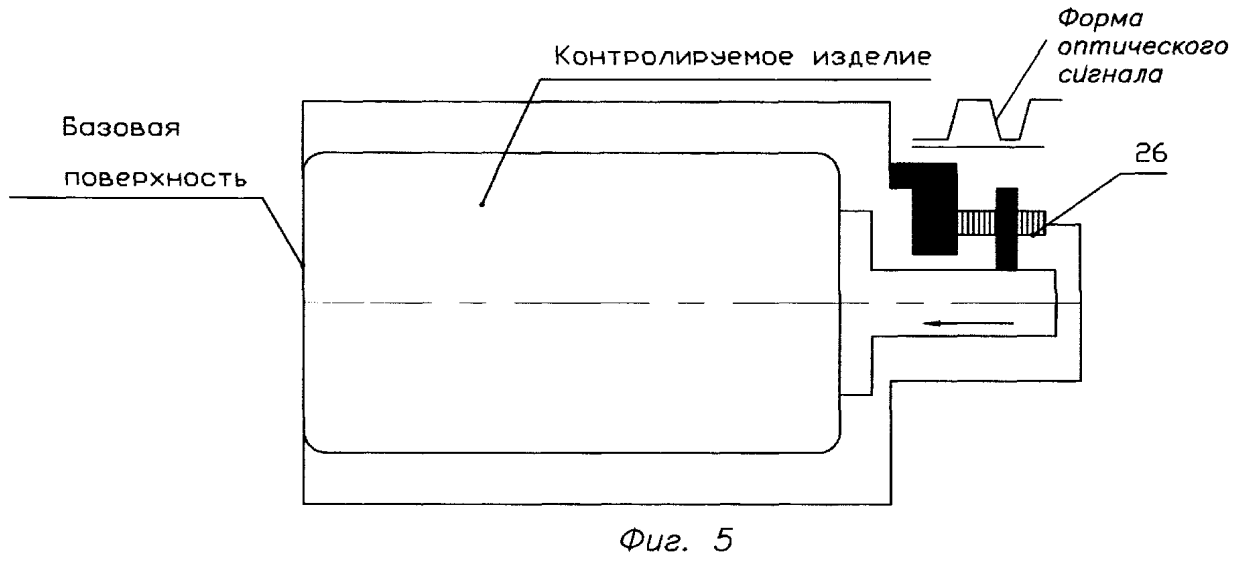 Форма
оптического
сигнала
Контролируемое изделие
Базовая
поверхность
26
Фиг. 5